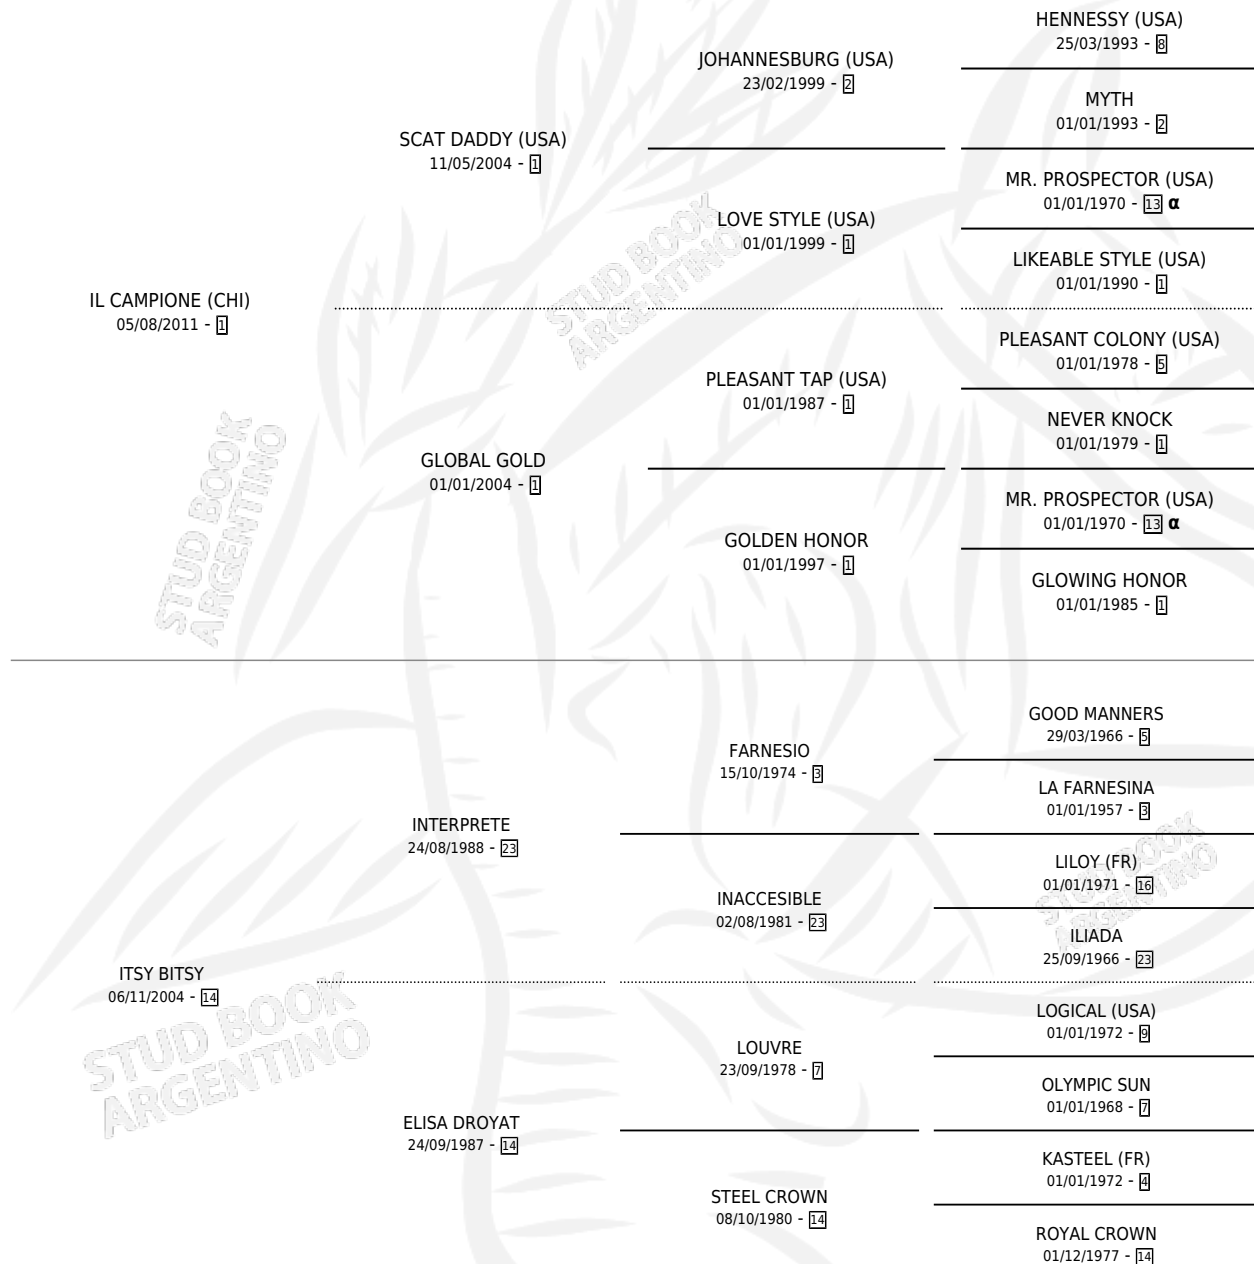 HENNESSY (USA)
25/03/1993 - 8
JOHANNESBURG (USA)
23/02/1999 - 2
MYTH
01/01/1993 - 2
SCAT DADDY (USA)
11/05/2004 - 1
MR. PROSPECTOR (USA)
01/01/1970 - 13 α
LOVE STYLE (USA)
01/01/1999 - 1
LIKEABLE STYLE (USA)
01/01/1990 - 1
STUD BOOK
ARGENTINO
IL CAMPIONE (CHI)
05/08/2011 - 1
PLEASANT COLONY (USA)
01/01/1978 - 5
PLEASANT TAP (USA)
01/01/1987 - 1
NEVER KNOCK
01/01/1979 - 1
GLOBAL GOLD
01/01/2004 - 1
MR. PROSPECTOR (USA)
01/01/1970 - 13 α
STUD BOOK
ARGENTINO
GOLDEN HONOR
01/01/1997 - 1
GLOWING HONOR
01/01/1985 - 1
GOOD MANNERS
29/03/1966 - 5
FARNESIO
15/10/1974 - 3
LA FARNESINA
01/01/1957 - 3
INTERPRETE
24/08/1988 - 23
LILOY (FR)
01/01/1971 - 16
STUD BOOK
ARGENTINO
INACCESIBLE
02/08/1981 - 23
ILIADA
25/09/1966 - 23
ITSY BITSY
06/11/2004 - 14
STUD BOOK
ARGENTINO
LOGICAL (USA)
01/01/1972 - 9
LOUVRE
23/09/1978 - 7
OLYMPIC SUN
01/01/1968 - 7
ELISA DROYAT
24/09/1987 - 14
KASTEEL (FR)
01/01/1972 - 4
STEEL CROWN
08/10/1980 - 14
ROYAL CROWN
01/12/1977 - 14